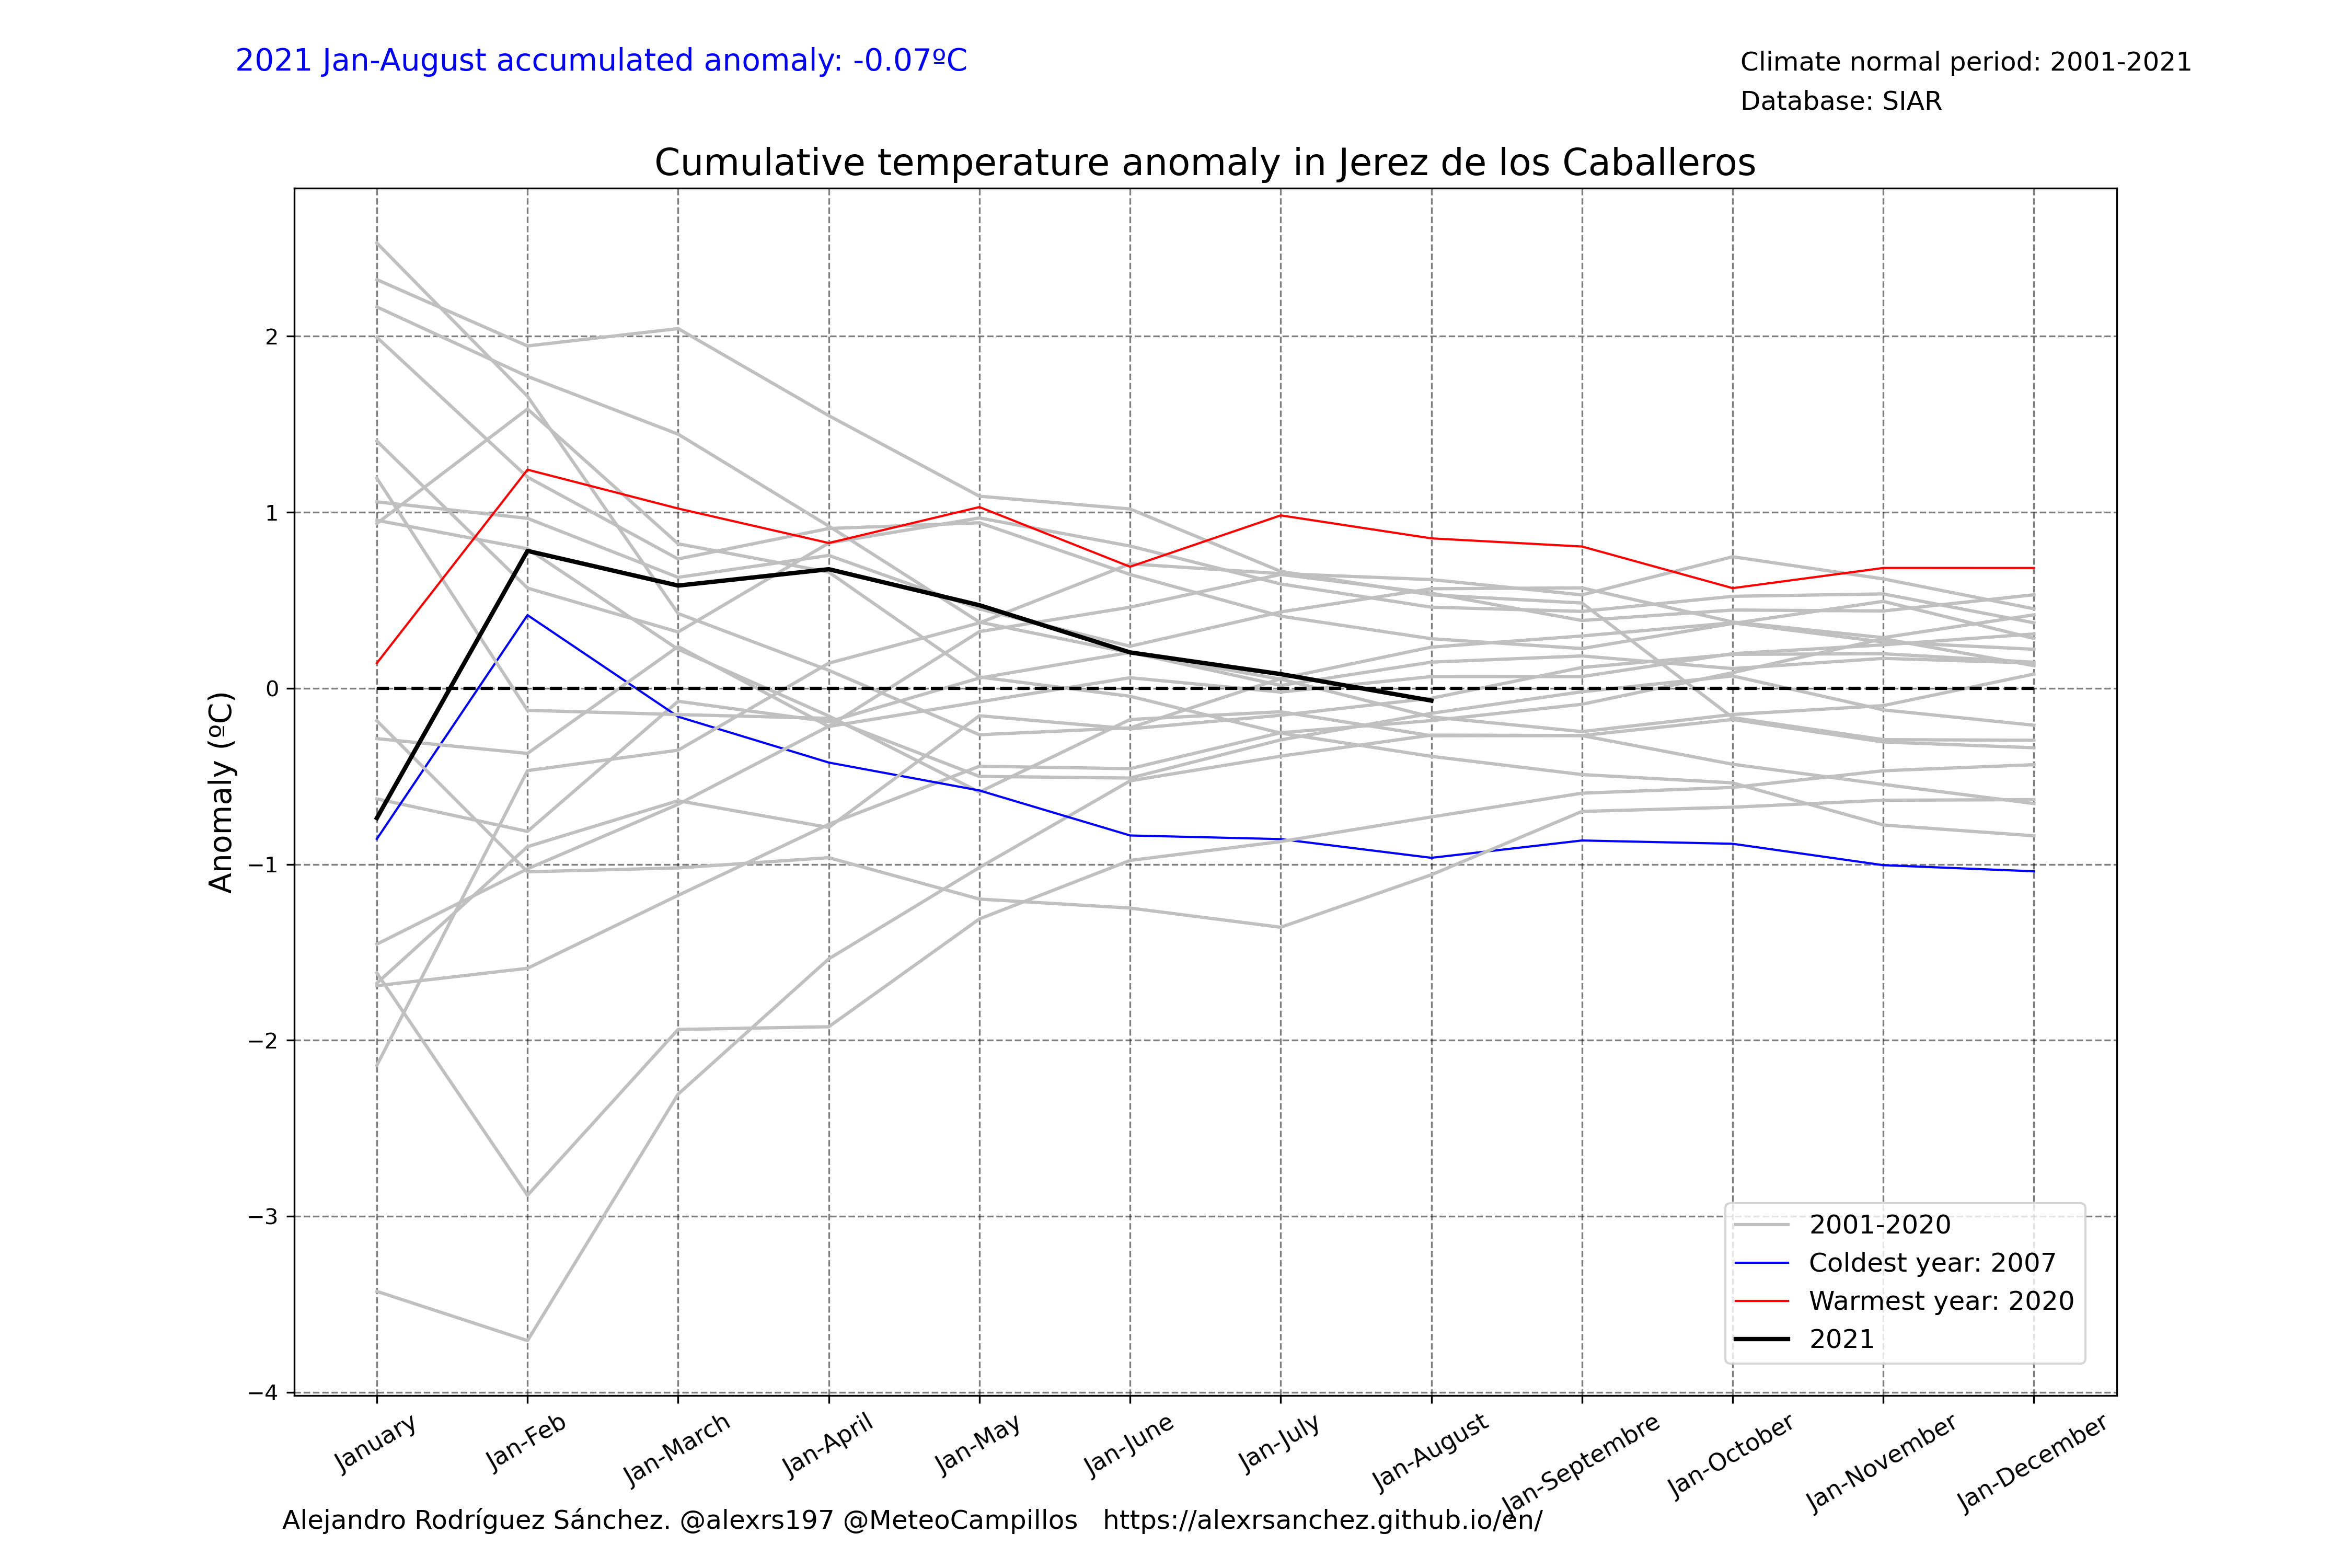 2021 Jan-August accumulated anomaly: -0.07ºC
Climate normal period: 2001-2021
Database: SIAR
Cumulative temperature anomaly in Jerez de los Caballeros
Anomaly (ºC)
2
1
0
−1
−2
−3
−4
2001-2020
Coldest year: 2007
Warmest year: 2020
2021
January
Jan-Feb
Jan-March
Jan-April
Jan-May
Jan-June
Jan-July
Jan-August
Jan-Septembre
Jan-October
Jan-November
Jan-December
Alejandro Rodríguez Sánchez. @alexrs197 @MeteoCampillos https://alexrsanchez.github.io/en/